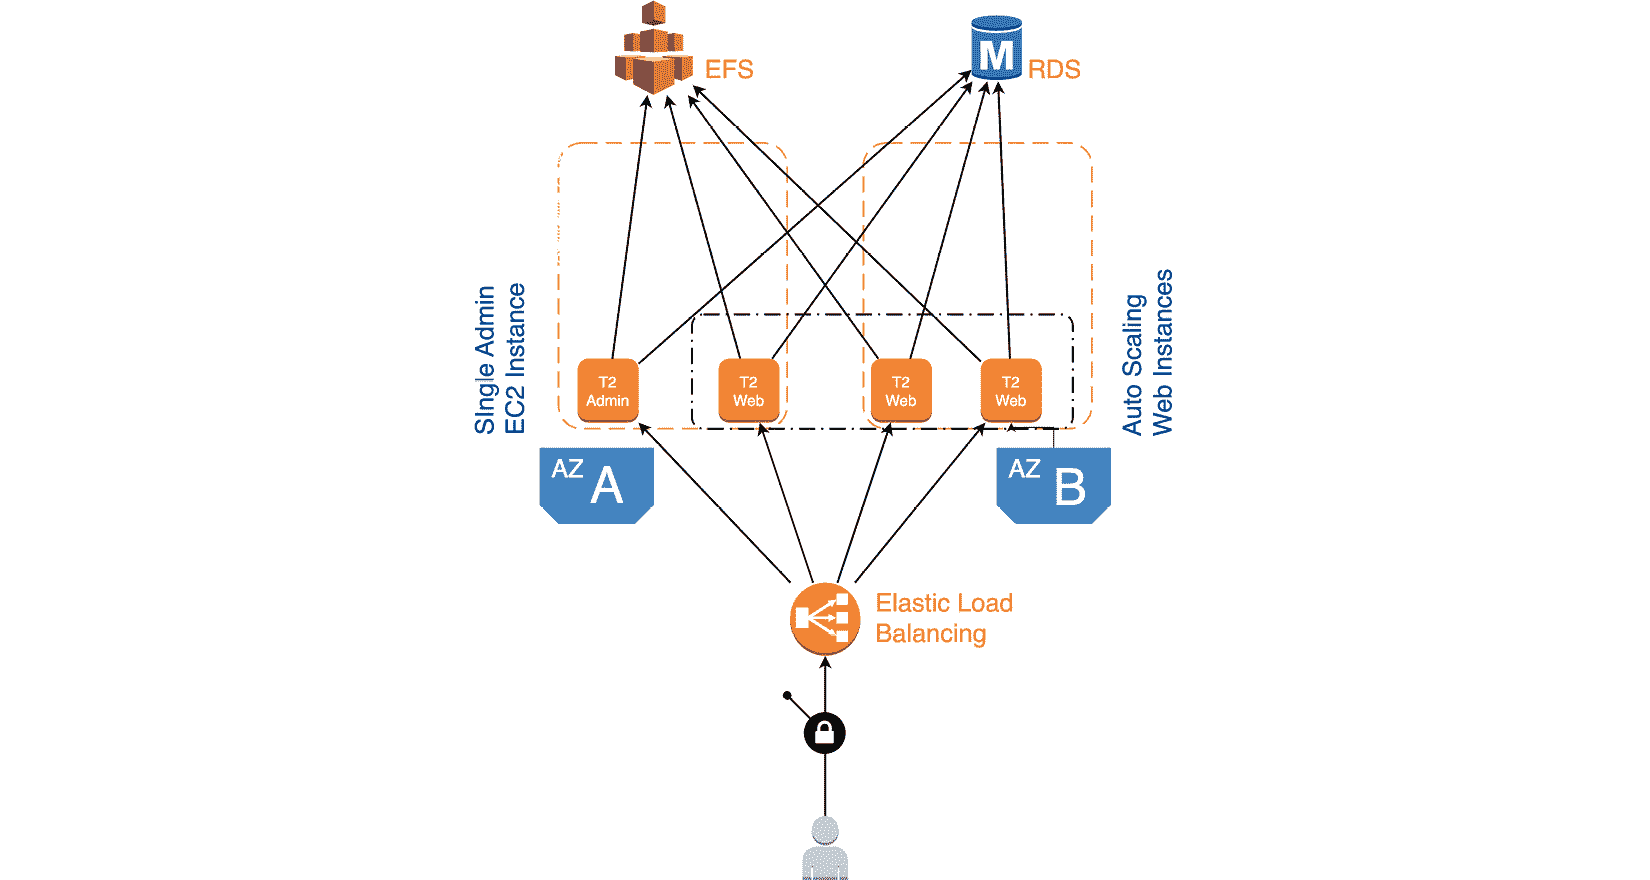 EFS
M
RDS
SIngle Admin
EC2 Instance
Auto Scaling
Web Instances
T2
Admin
T2
Web
T2
Web
T2
Web
AZ A
AZ B
Elastic Load
Balancing